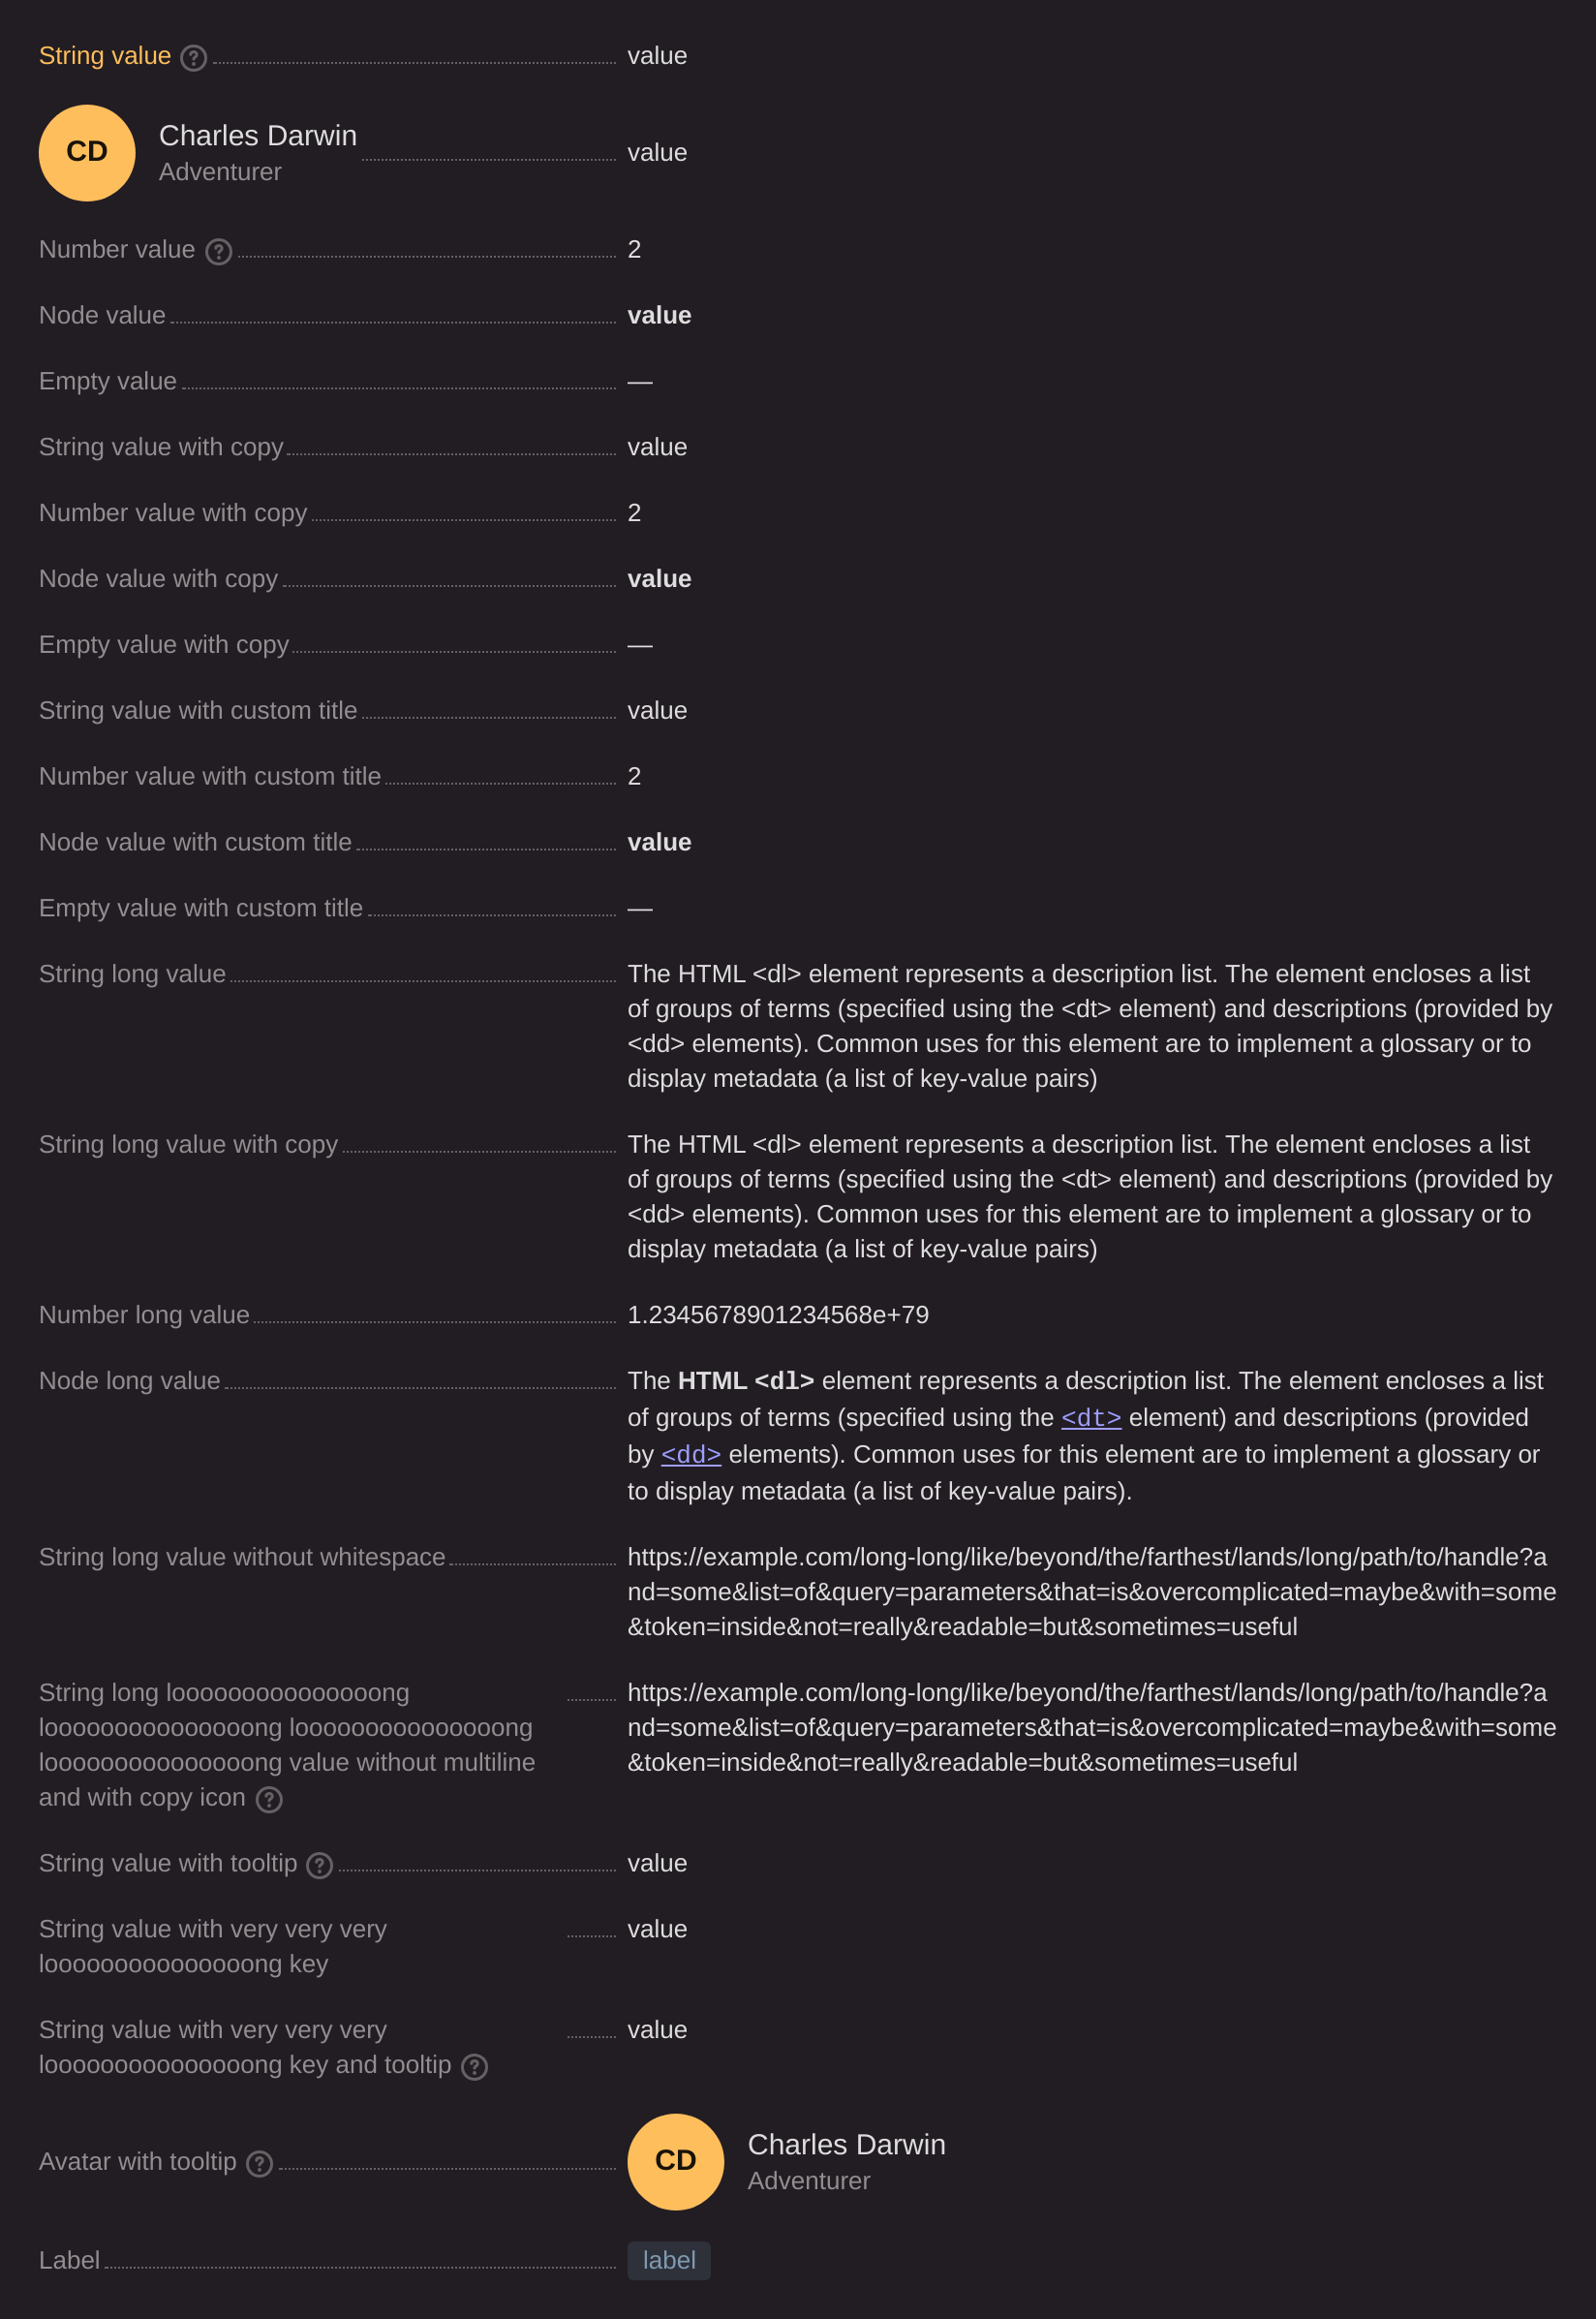 String value ? value
CD Charles Darwin value
Adventurer
Number value ? 2
Node value value
Empty value —
String value with copy value
Number value with copy 2
Node value with copy value
Empty value with copy —
String value with custom title value
Number value with custom title 2
Node value with custom title value
Empty value with custom title —
String long value The HTML <dl> element represents a description list. The element encloses a list
of groups of terms (specified using the <dt> element) and descriptions (provided by
<dd> elements). Common uses for this element are to implement a glossary or to
display metadata (a list of key-value pairs)
String long value with copy The HTML <dl> element represents a description list. The element encloses a list
of groups of terms (specified using the <dt> element) and descriptions (provided by
<dd> elements). Common uses for this element are to implement a glossary or to
display metadata (a list of key-value pairs)
Number long value 1.2345678901234568e+79
Node long value The HTML <dl> element represents a description list. The element encloses a list
of groups of terms (specified using the <dt> element) and descriptions (provided
by <dd> elements). Common uses for this element are to implement a glossary or
to display metadata (a list of key-value pairs).
String long value without whitespace https://example.com/long-long/like/beyond/the/farthest/lands/long/path/to/handle?a
nd=some&list=of&query=parameters&that=is&overcomplicated=maybe&with=some
&token=inside&not=really&readable=but&sometimes=useful
String long looooooooooooooong https://example.com/long-long/like/beyond/the/farthest/lands/long/path/to/handle?a
looooooooooooooong looooooooooooooong nd=some&list=of&query=parameters&that=is&overcomplicated=maybe&with=some
looooooooooooooong value without multiline &token=inside&not=really&readable=but&sometimes=useful
and with copy icon ?
String value with tooltip ? value
String value with very very very value
looooooooooooooong key
String value with very very very value
looooooooooooooong key and tooltip ?
Avatar with tooltip ? CD Charles Darwin
Adventurer
Label label